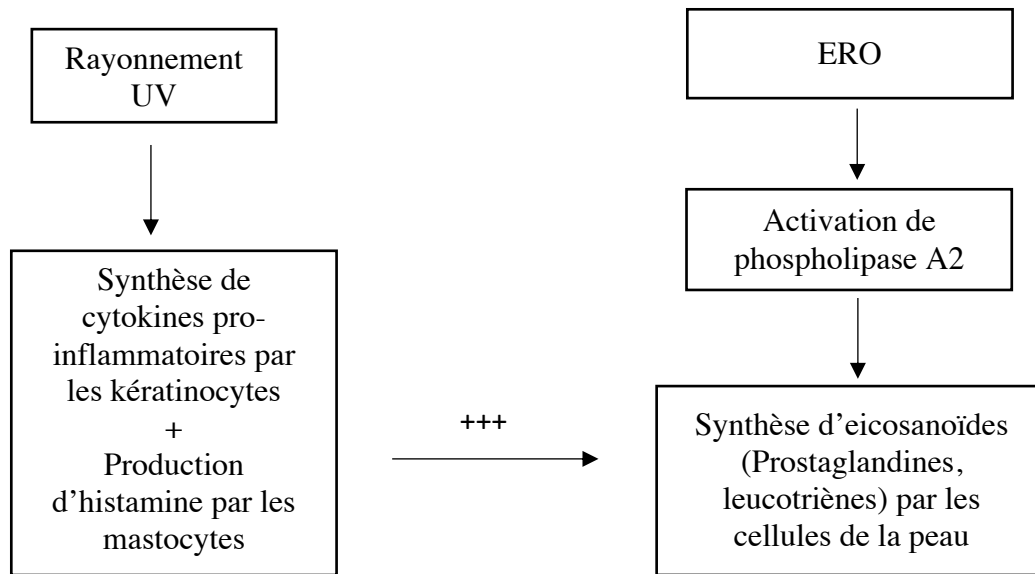 Rayonnement
UV
ERO
Activation de
phospholipase A2
Synthèse de
cytokines pro-
inflammatoires par
les kératinocytes
+
Production
d’histamine par les
mastocytes
+++
Synthèse d’eicosanoïdes
(Prostaglandines,
leucotriènes) par les
cellules de la peau